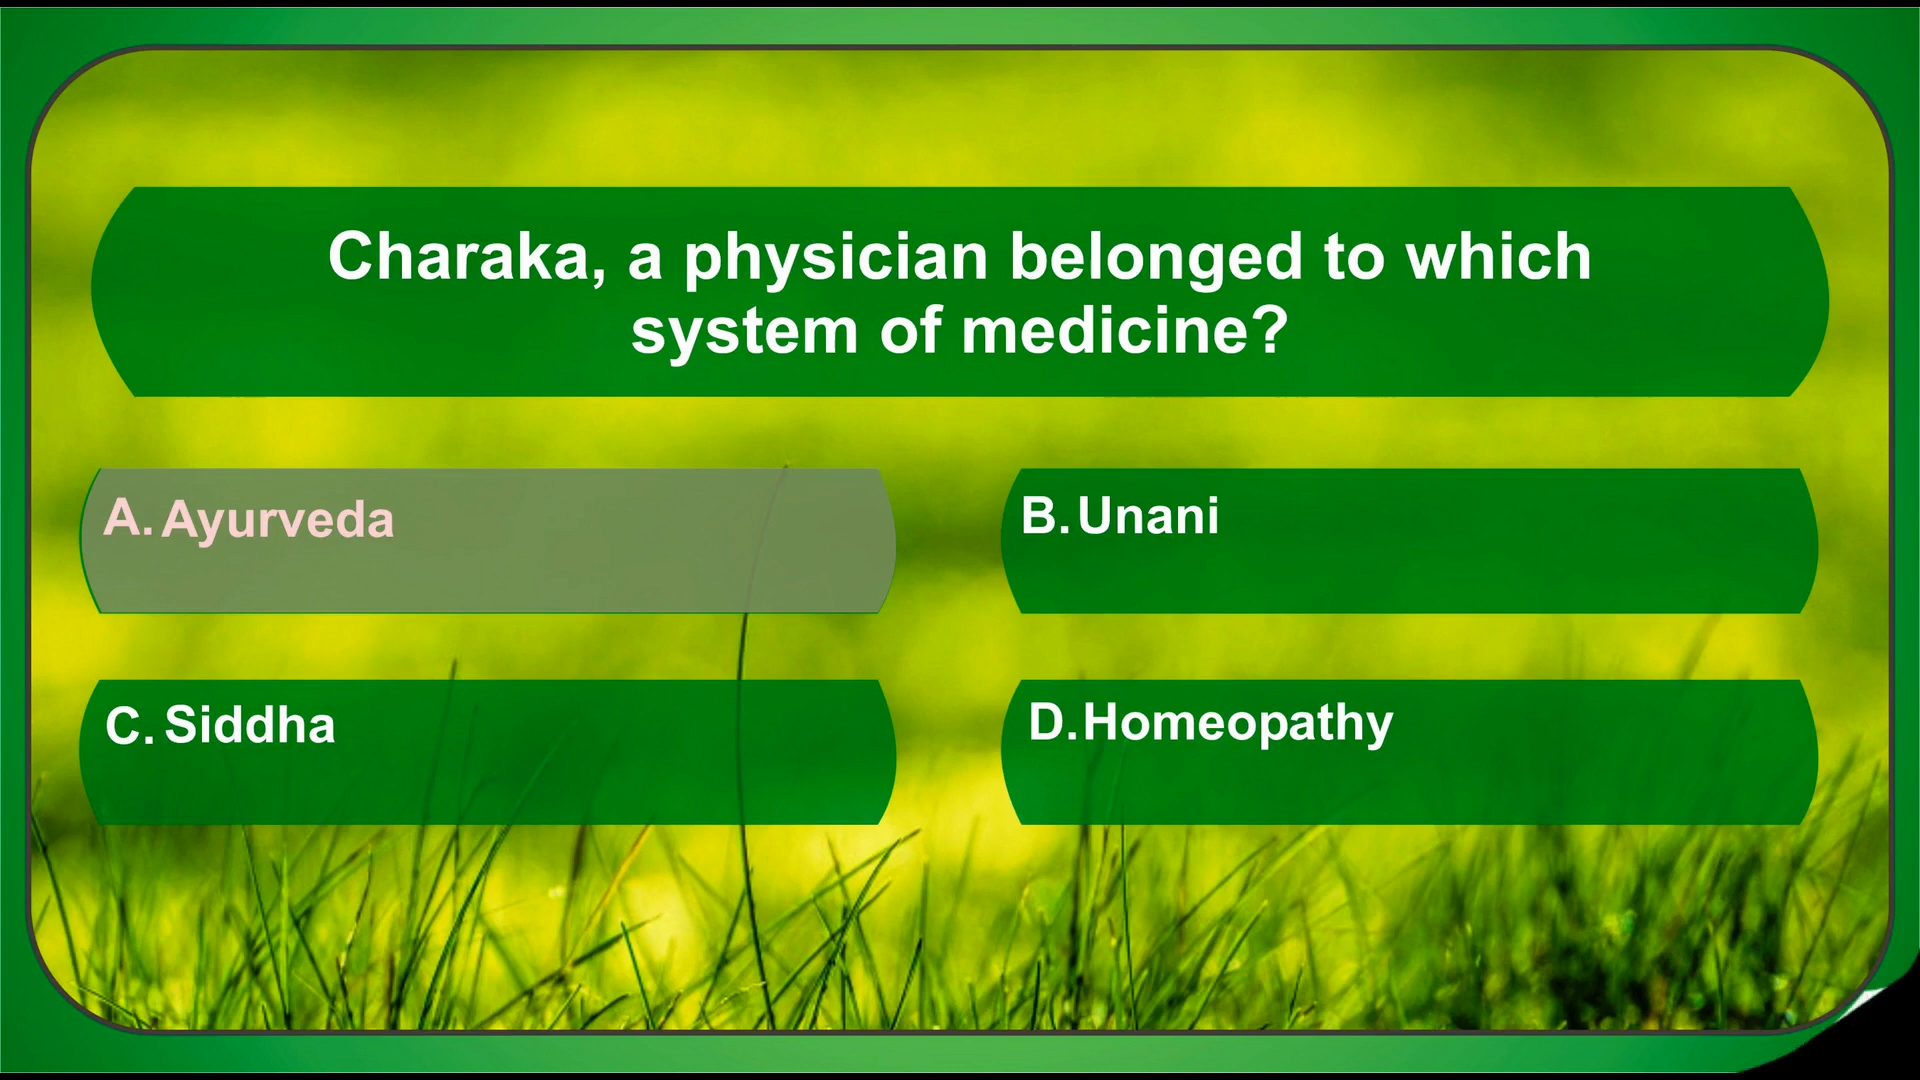 Charaka, a physician belonged to which
system of medicine?
A. Ayurveda
B. Unani
C. Siddha
D. Homeopathy